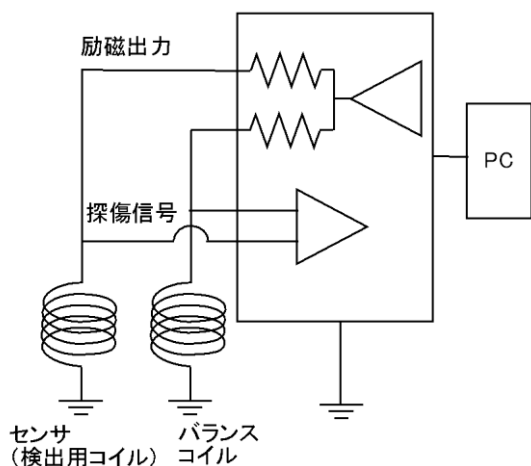 励磁出力
PC
探傷信号
センサ
（検出用コイル）
バランス
コイル